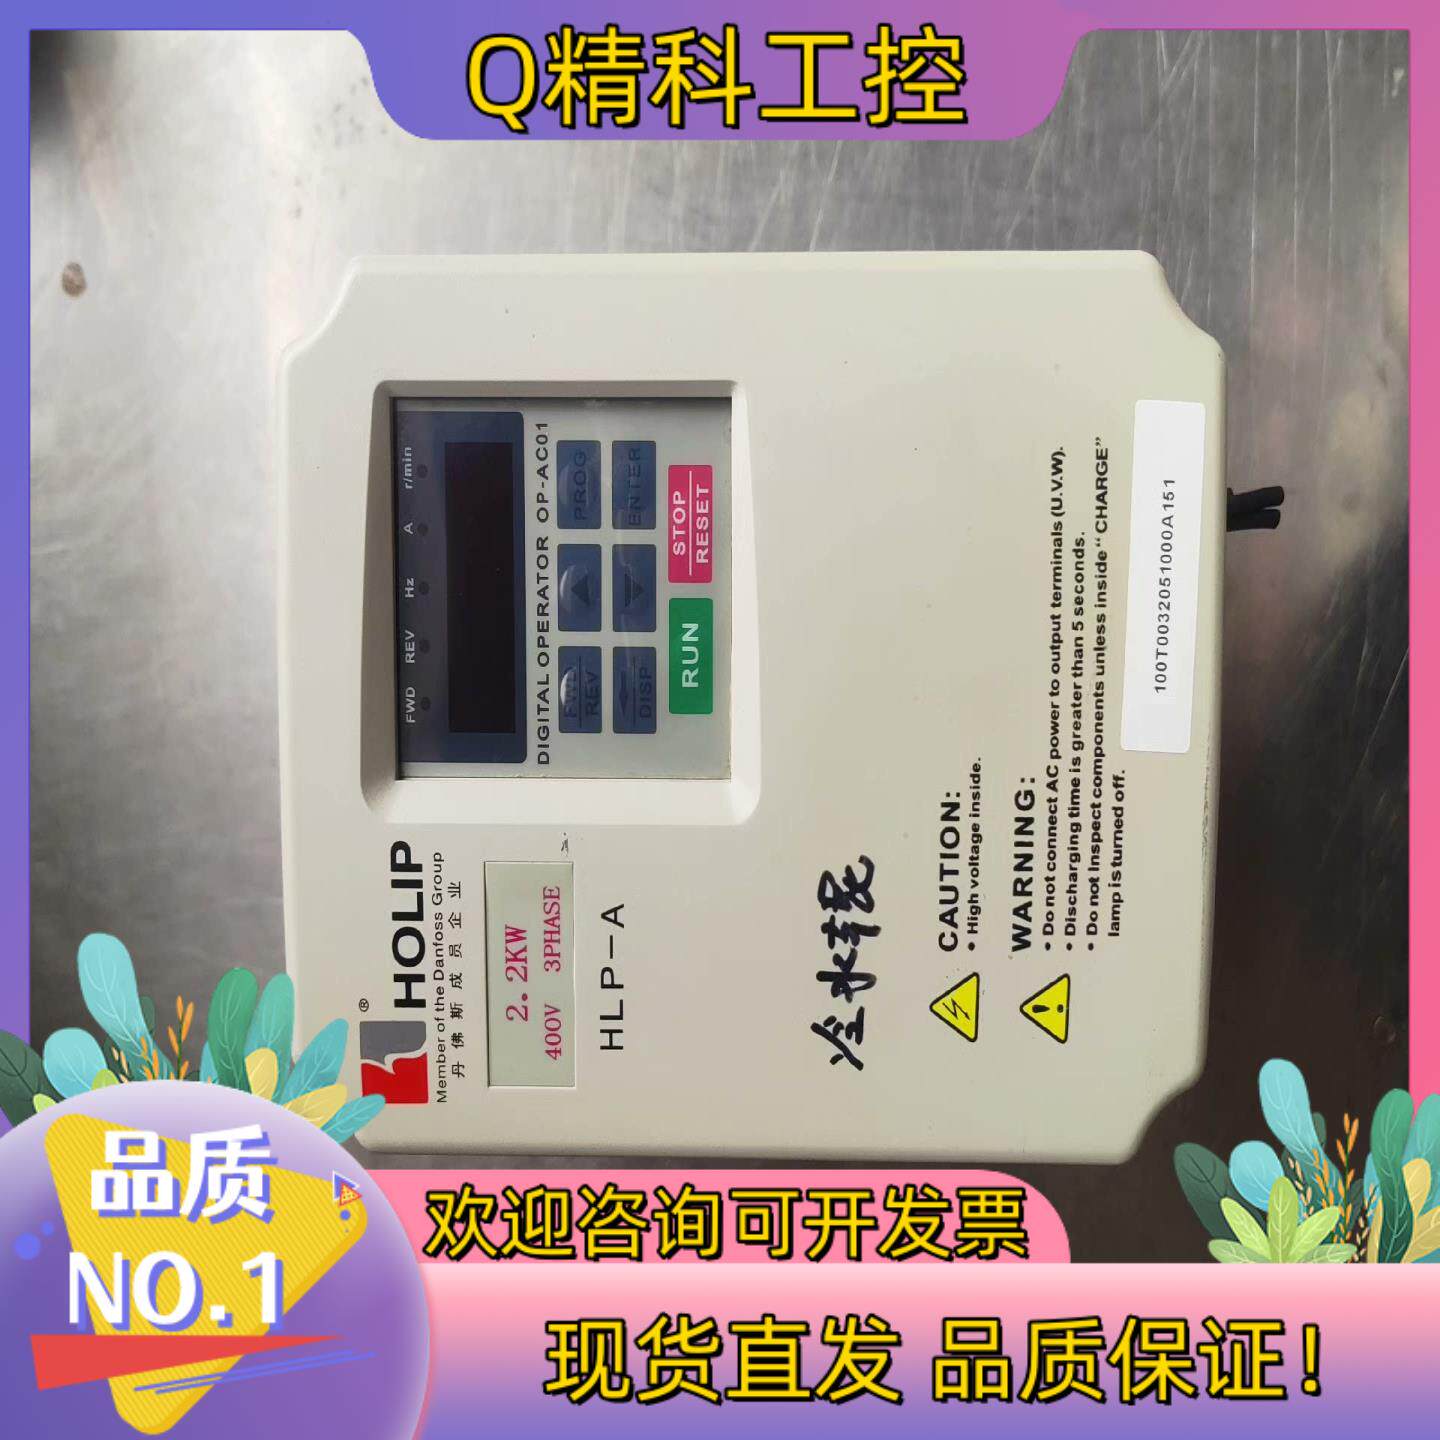 Q精科工控
HOLIP
®
Member of the Danfoss Group
丹佛斯成员企业
2.2KW
400V 3PHASE
HLP-A
FWD REV Hz A r/min
DIGITAL OPERATOR OP-AC01
FWD
REV
PROG
DISP
ENTER
RUN
STOP
RESET
冷水辊
CAUTION:
• High voltage inside.
WARNING:
• Do not connect AC power to output terminals (U.V.W).
• Discharging time is greater than 5 seconds.
• Do not inspect components unless inside “CHARGE”
lamp is turned off.
100T0032051000A151
品质
NO.1
欢迎咨询可开发票
现货直发 品质保证！